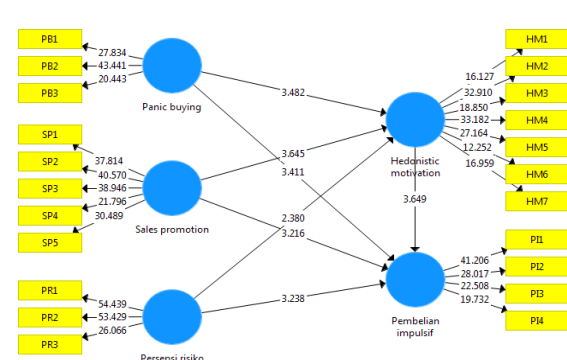 PB1
PB2
PB3
27.834
43.441
20.443
Panic buying
SP1
SP2
SP3
SP4
SP5
37.814
40.570
38.946
21.796
30.489
Sales promotion
PR1
PR2
PR3
54.439
53.429
26.066
Persepsi risiko
3.482
3.645
3.411
2.380
3.216
3.238
3.649
Hedonistic
motivation
16.127
32.910
18.850
33.182
27.164
12.252
16.959
HM1
HM2
HM3
HM4
HM5
HM6
HM7
Pembelian
impulsif
41.206
28.017
22.508
19.732
PI1
PI2
PI3
PI4